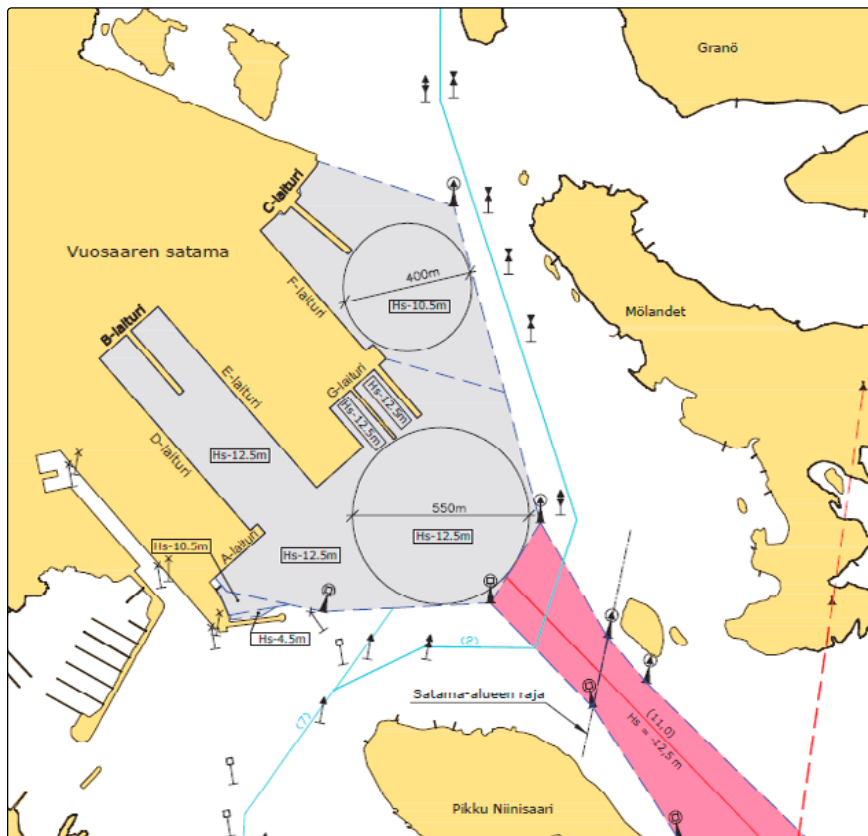 Granö
C-laituri
Vuosaaren satama
400m
Hs-10.5m
F-laituri
Mölandet
B-laituri
E-laituri
G-laituri
Hs-12.5m
Hs-12.5m
D-laituri
Hs-12.5m
550m
Hs-12.5m
Hs-10.5m
A-laituri
Hs-12.5m
Hs-4.5m
(2)
Satama-alueen raja
(7)
(11,0)
Hs = -12,5 m
Pikku Niinisaari